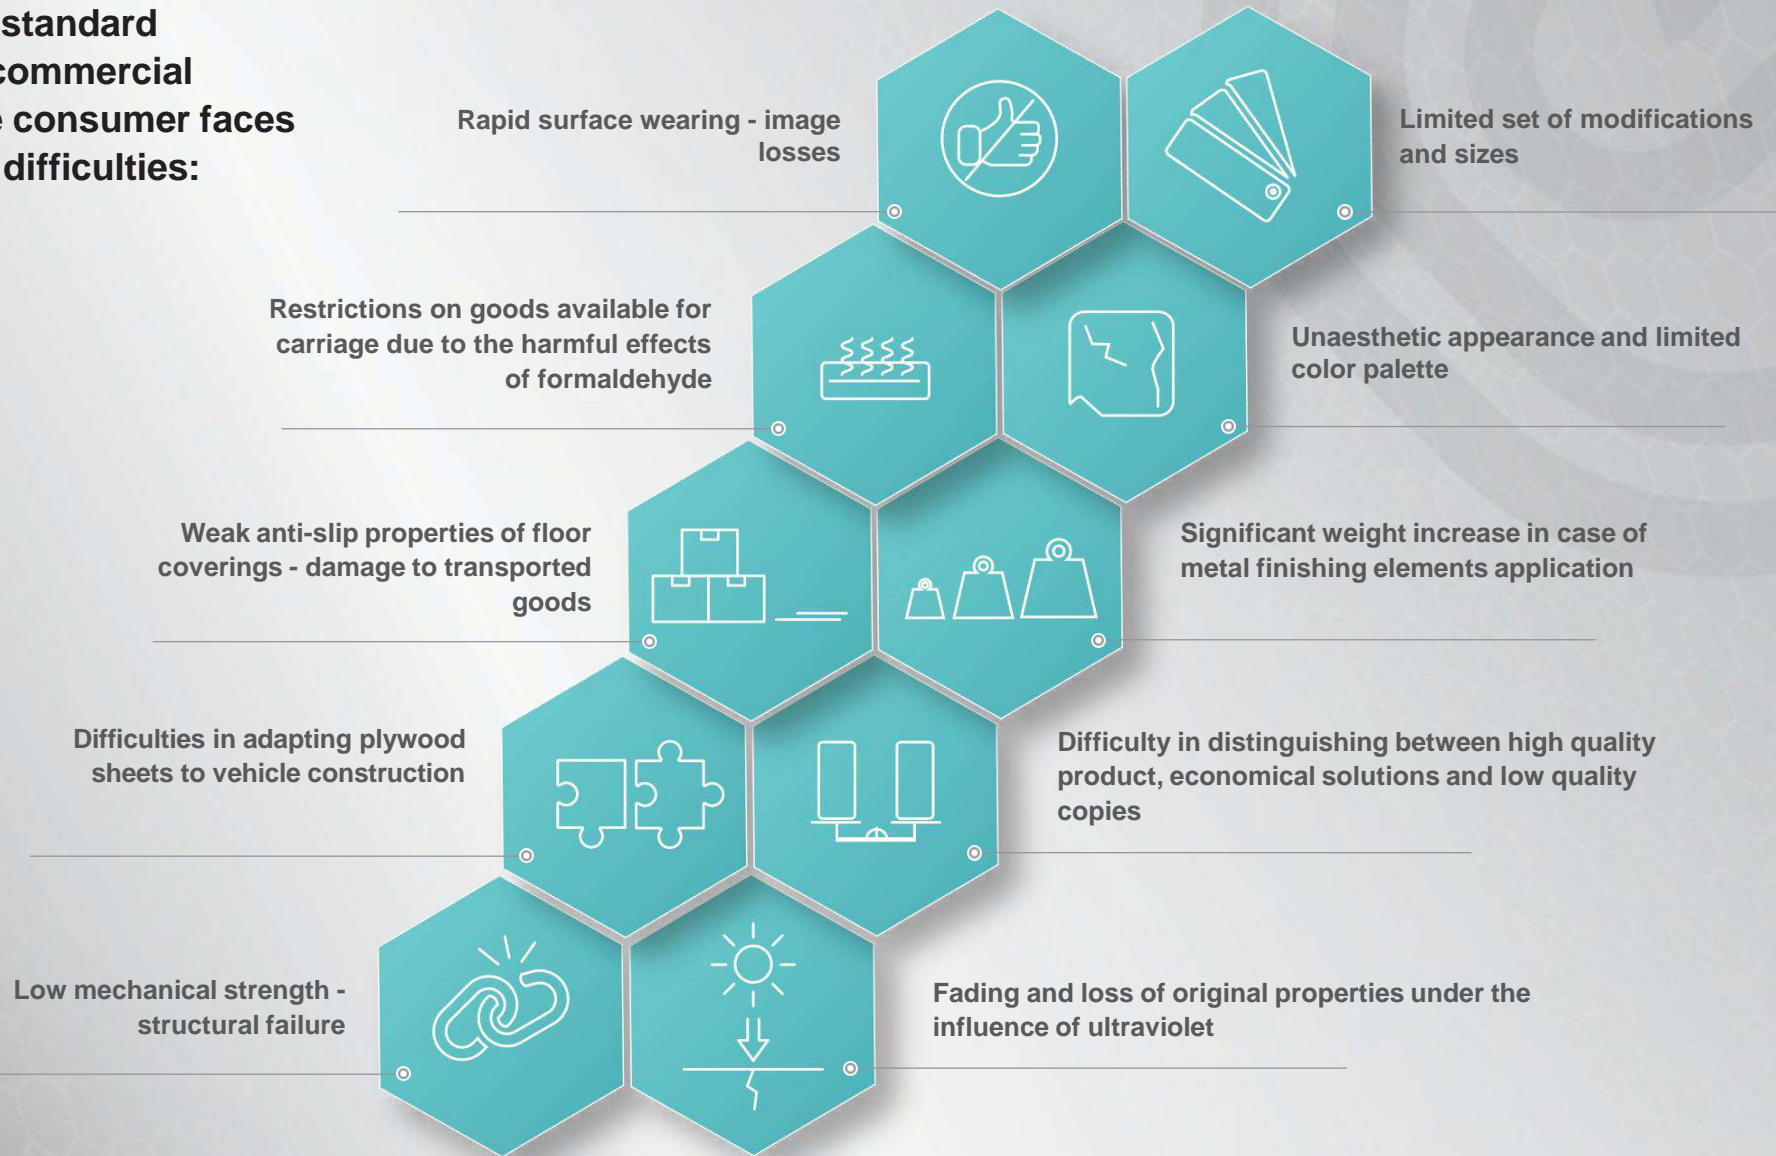 standard
commercial
consumer faces
difficulties:
Rapid surface wearing - image
losses
Limited set of modifications
and sizes
Restrictions on goods available for
carriage due to the harmful effects
of formaldehyde
Unaesthetic appearance and limited
color palette
Weak anti-slip properties of floor
coverings - damage to transported
goods
Significant weight increase in case of
metal finishing elements application
Difficulties in adapting plywood
sheets to vehicle construction
Difficulty in distinguishing between high quality
product, economical solutions and low quality
copies
Low mechanical strength -
structural failure
Fading and loss of original properties under the
influence of ultraviolet